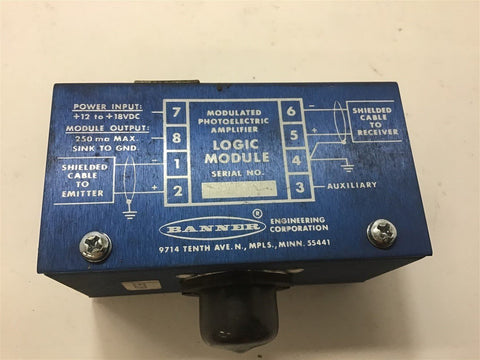 POWER INPUT:
+12 to +18VDC
MODULE OUTPUT:
250 ma MAX.
SINK TO GND.
SHIELDED
CABLE
TO
EMITTER
7
8
1
2
MODULATED
PHOTOELECTRIC
AMPLIFIER
LOGIC
MODULE
SERIAL NO.
6
5
4
3
SHIELDED
CABLE TO
RECEIVER
AUXILIARY
BANNER ® ENGINEERING
CORPORATION
9714 TENTH AVE. N., MPLS., MINN. 55441